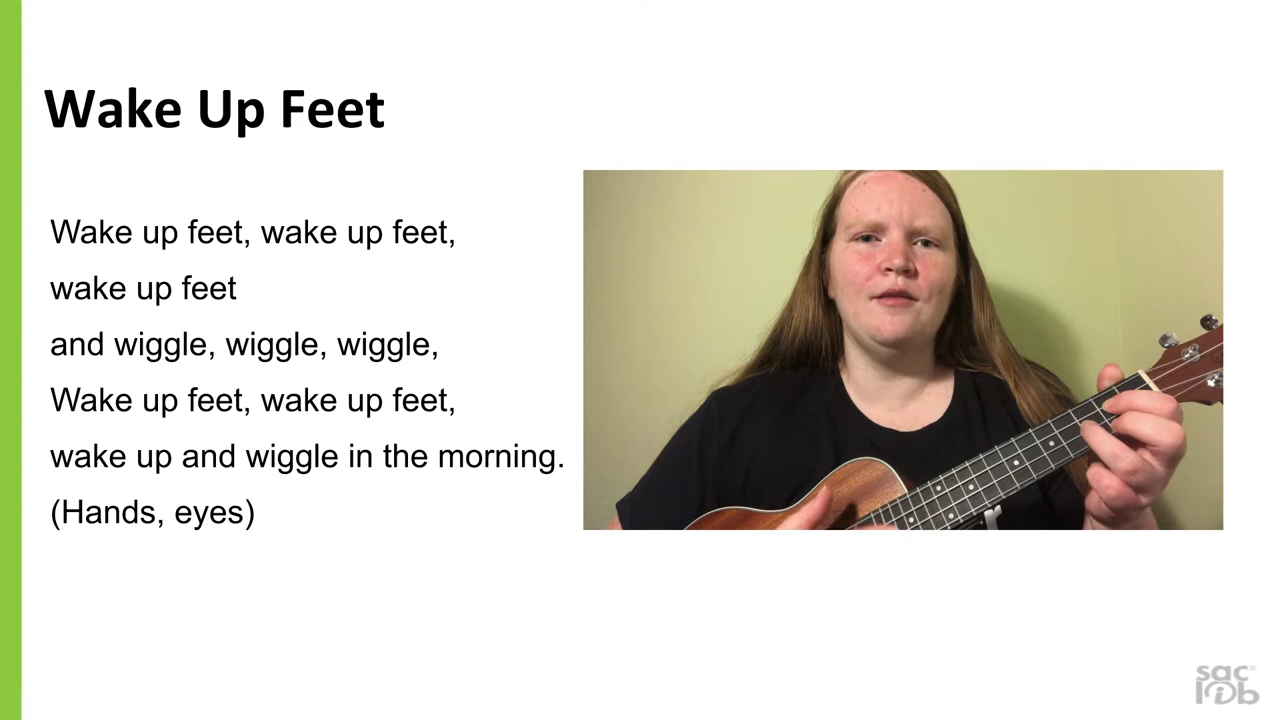 Wake Up Feet
Wake up feet, wake up feet,
wake up feet
and wiggle, wiggle, wiggle,
Wake up feet, wake up feet,
wake up and wiggle in the morning.
(Hands, eyes)
sac
lib